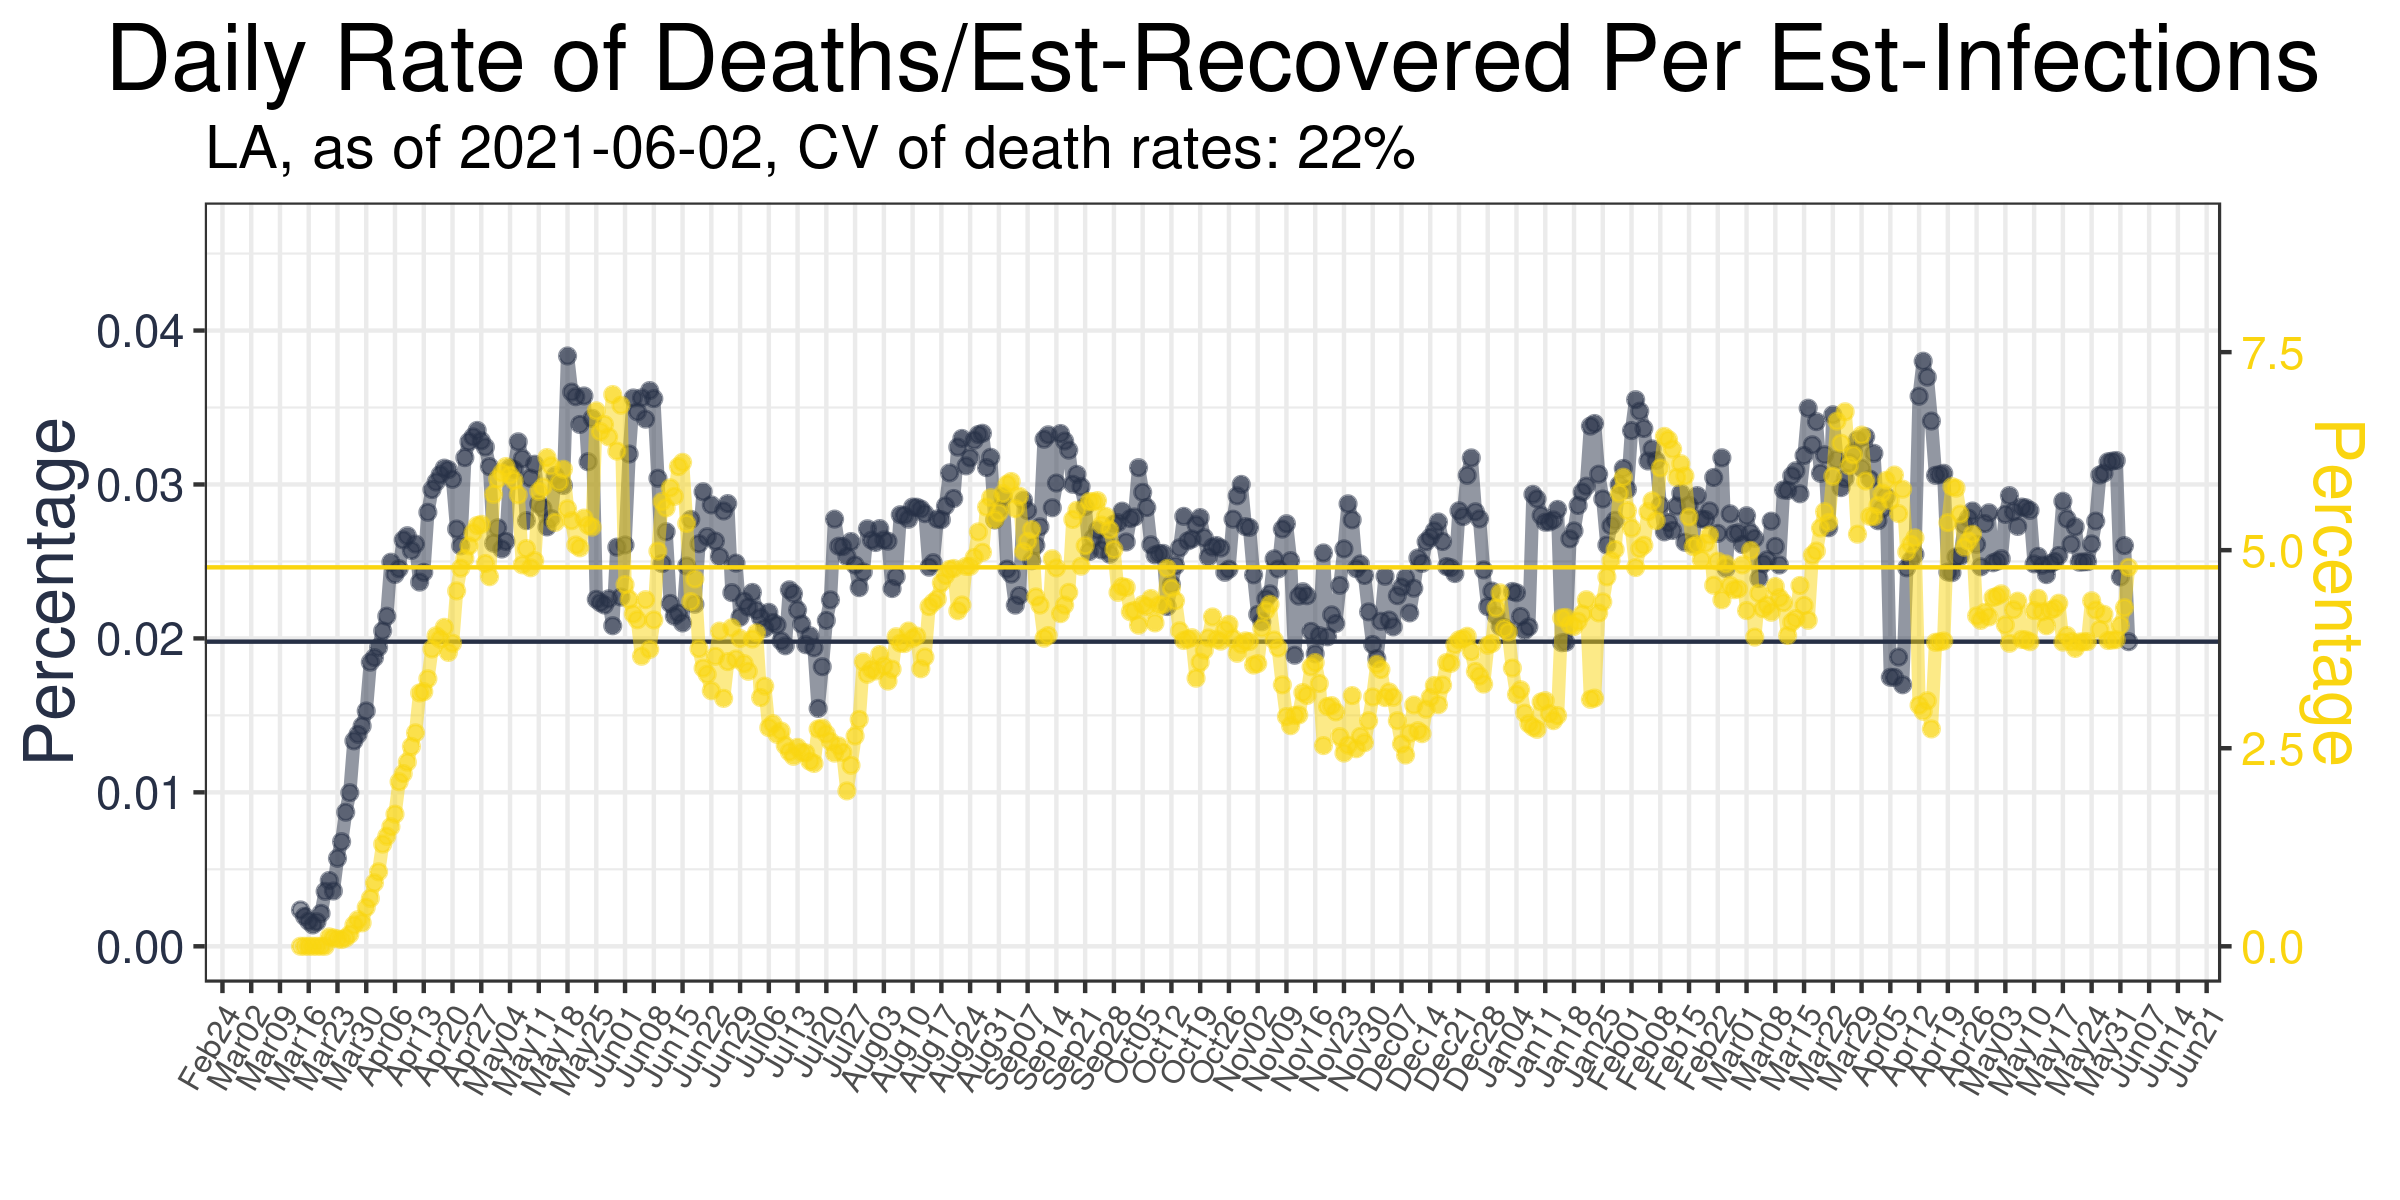 Daily Rate of Deaths/Est-Recovered Per Est-Infections
LA, as of 2021-06-02, CV of death rates: 22%
Percentage
0.04
0.03
0.02
0.01
0.00
7.5
5.0
2.5
0.0
Percentage
Feb24
Mar02
Mar09
Mar16
Mar23
Mar30
Apr06
Apr13
Apr20
Apr27
May04
May11
May18
May25
Jun01
Jun08
Jun15
Jun22
Jun29
Jul06
Jul13
Jul20
Jul27
Aug03
Aug10
Aug17
Aug24
Aug31
Sep07
Sep14
Sep21
Sep28
Oct05
Oct12
Oct19
Oct26
Nov02
Nov09
Nov16
Nov23
Nov30
Dec07
Dec14
Dec21
Dec28
Jan04
Jan11
Jan18
Jan25
Feb01
Feb08
Feb15
Feb22
Mar01
Mar08
Mar15
Mar22
Mar29
Apr05
Apr12
Apr19
Apr26
May03
May10
May17
May24
May31
Jun07
Jun14
Jun21